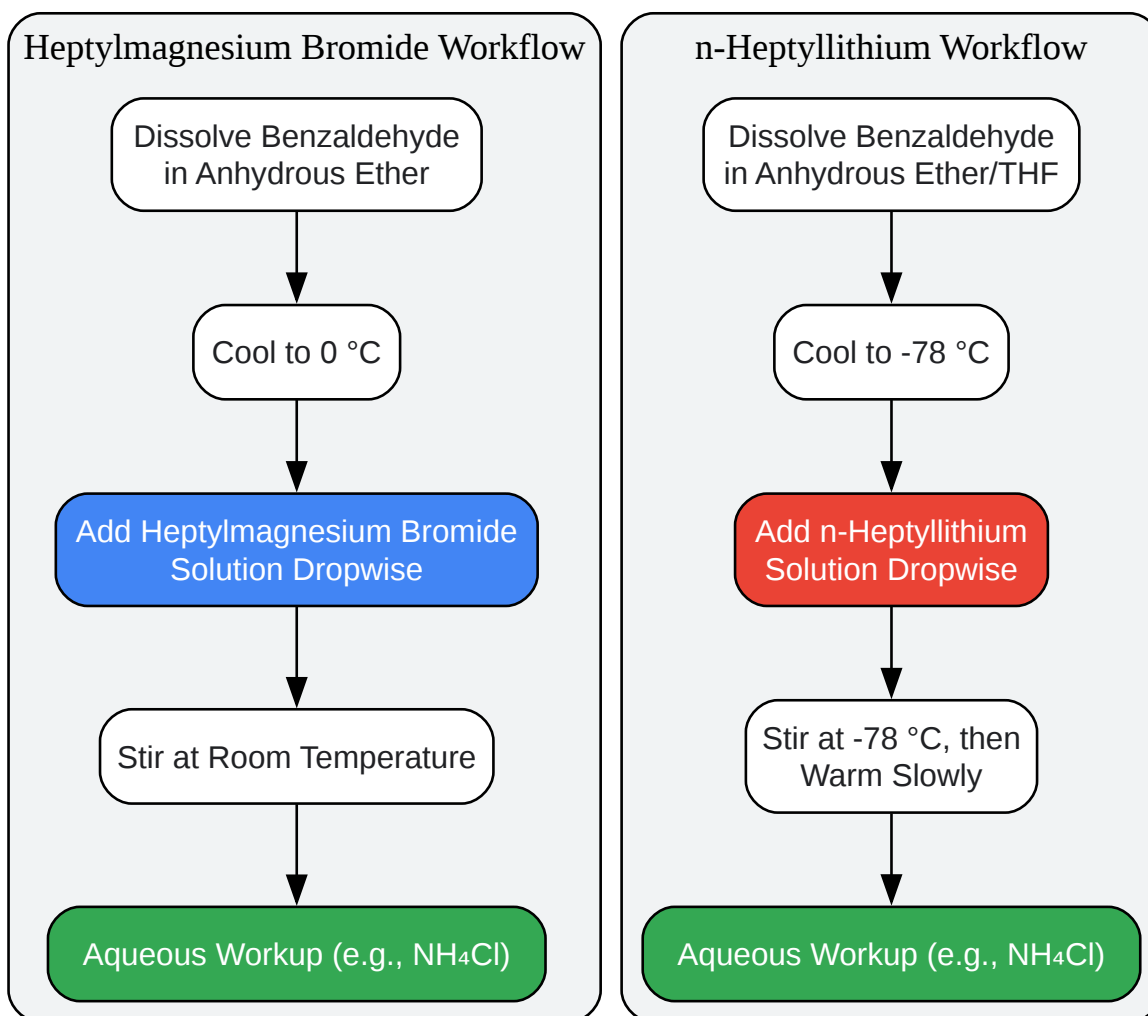 Heptylmagnesium Bromide Workflow
Dissolve Benzaldehyde
in Anhydrous Ether
Cool to 0 °C
Add Heptylmagnesium Bromide
Solution Dropwise
Stir at Room Temperature
Aqueous Workup (e.g., NH₄Cl)
n-Heptyllithium Workflow
Dissolve Benzaldehyde
in Anhydrous Ether/THF
Cool to -78 °C
Add n-Heptyllithium
Solution Dropwise
Stir at -78 °C, then
Warm Slowly
Aqueous Workup (e.g., NH₄Cl)